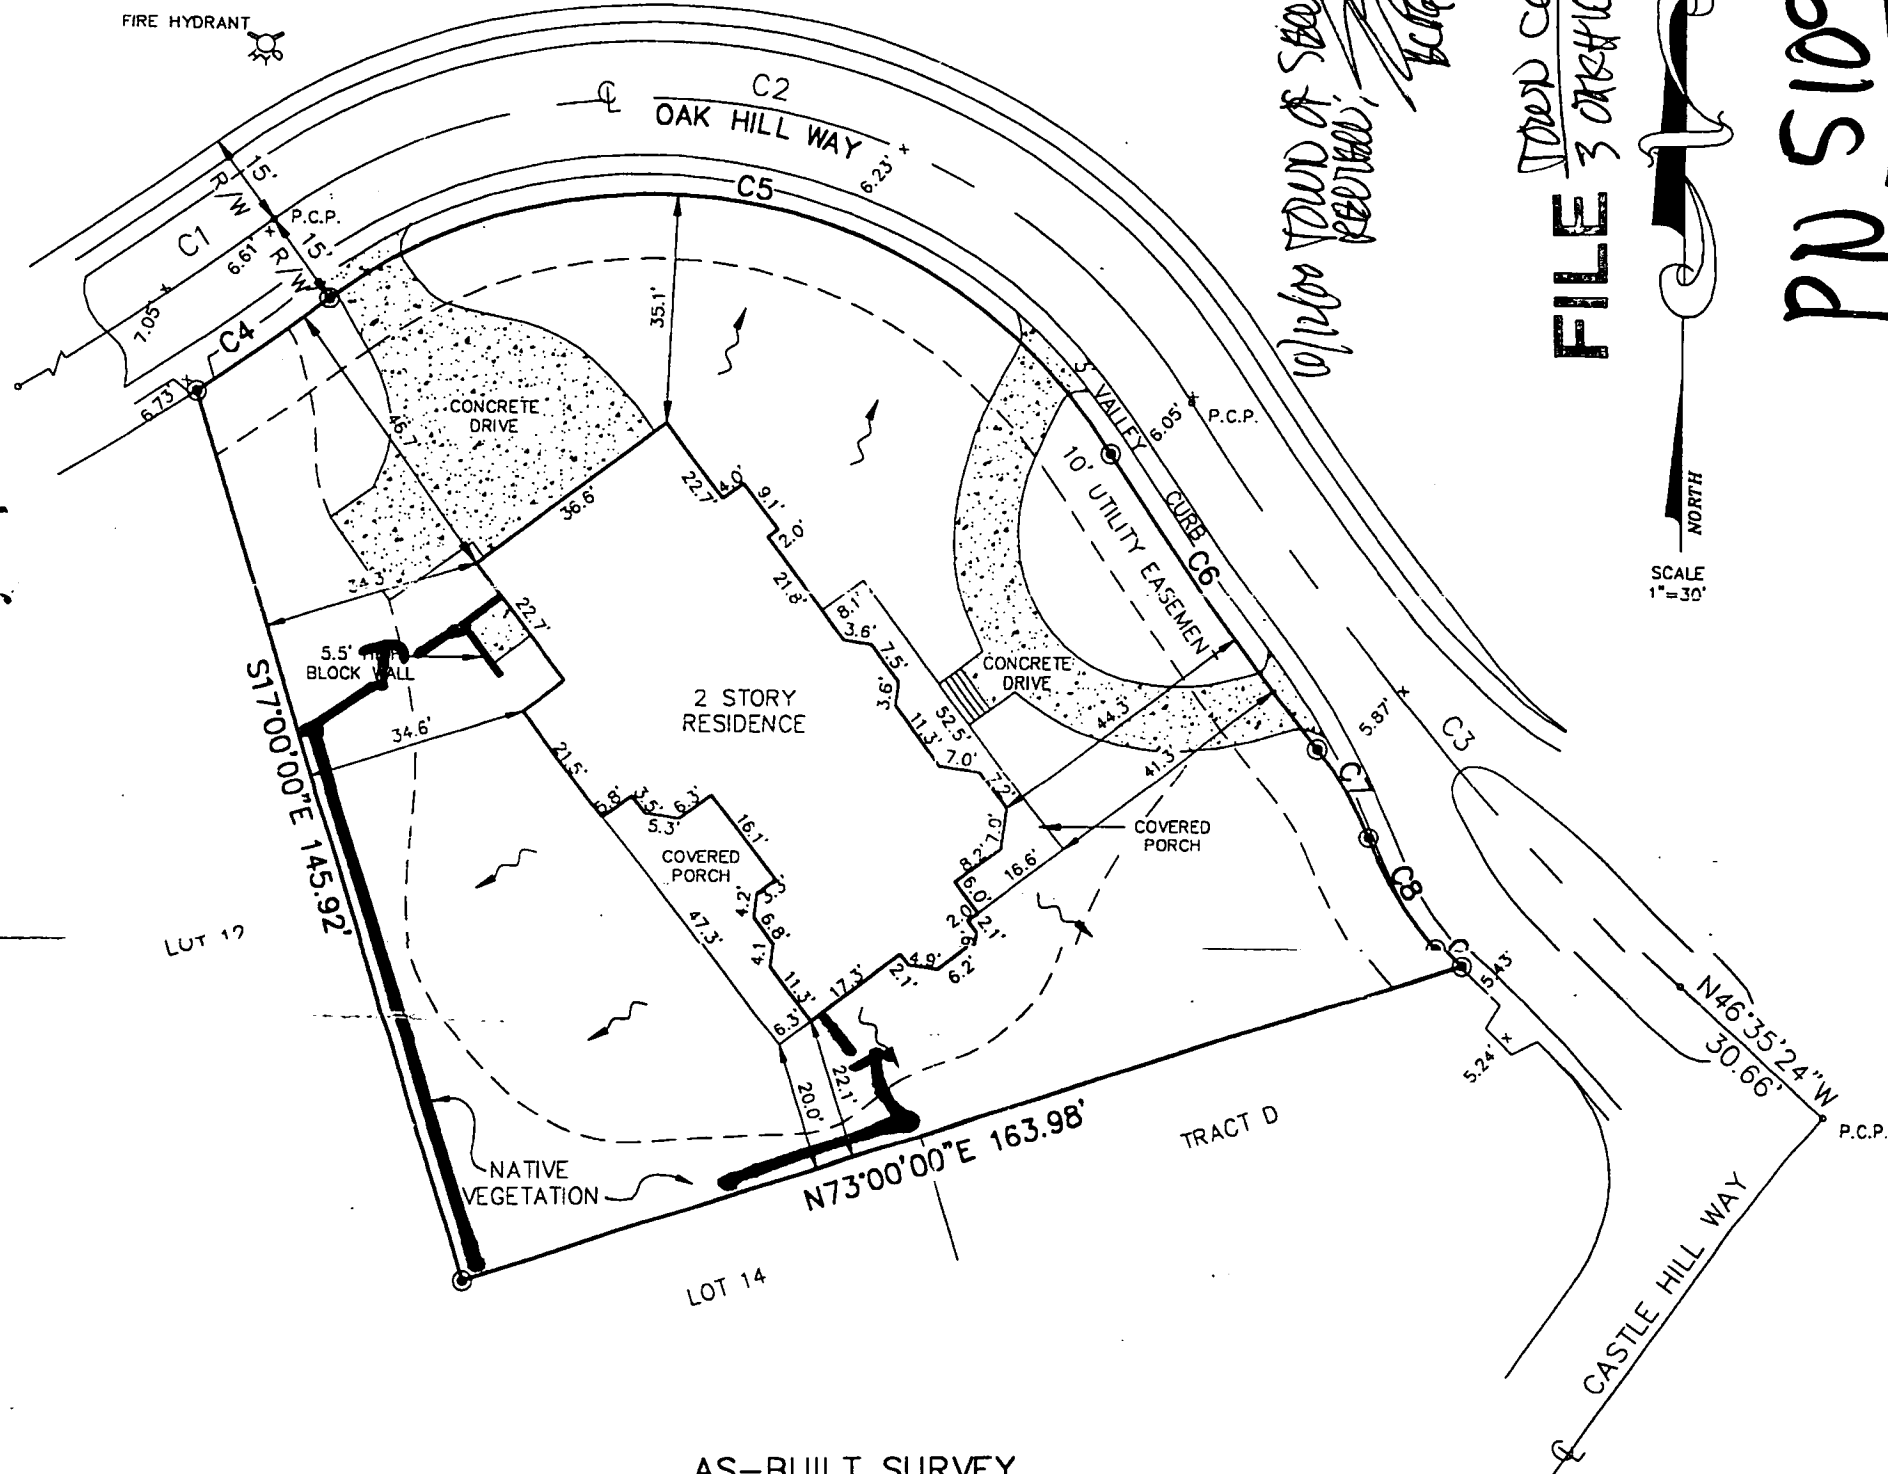 FIRE HYDRANT
C2
OAK HILL WAY
6.23'
C5
15'
R/W
P.C.P.
15'
R/W
C1
6.61'
7.05'
C4
6.73'
35.1'
CONCRETE
DRIVE
46.7'
36.6'
22.7'
4.0'
9.1'
2.0'
21.8'
34.3'
22.7'
8.1'
3.6'
7.5'
3.6'
11.3'
7.0'
7.2'
52.5'
5' VALLEY CURB
6.05'
P.C.P.
10' UTILITY EASEMENT
C6
CONCRETE
DRIVE
44.3'
41.3'
5.87'
C3
C7
C8
5.5'
BLOCK WALL
2 STORY
RESIDENCE
34.6'
S17°00'00"E 145.92'
21.5'
3.5'
6.3'
5.3'
16.1'
COVERED
PORCH
COVERED
PORCH
7.0'
8.2'
16.6'
6.0'
2.0'
2.1'
6.2'
4.9'
2.1'
17.3'
5.3'
4.2'
6.8'
4.1
11.3'
47.3'
6.3'
20.0'
22.1'
5.43'
5.24'
N46°35'24"W
30.66'
P.C.P.
NATIVE
VEGETATION
N73°00'00"E 163.98'
TRACT D
LOT 14
CASTLE HILL WAY
FILE
PN 5109
NORTH
SCALE
1"=30'
AS-BUILT SURVEY